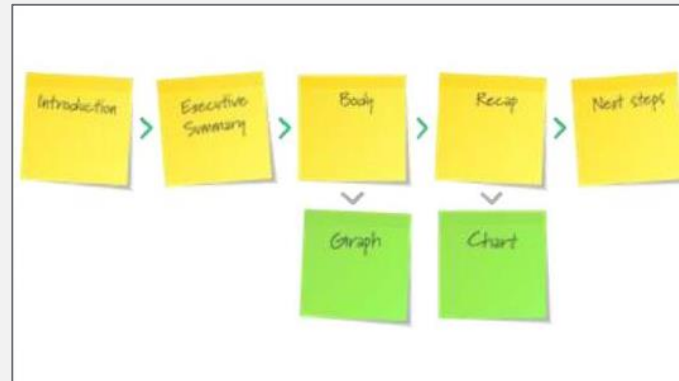 Introduction
Executive
Summary
Body
Recap
Next steps
Graph
Chart